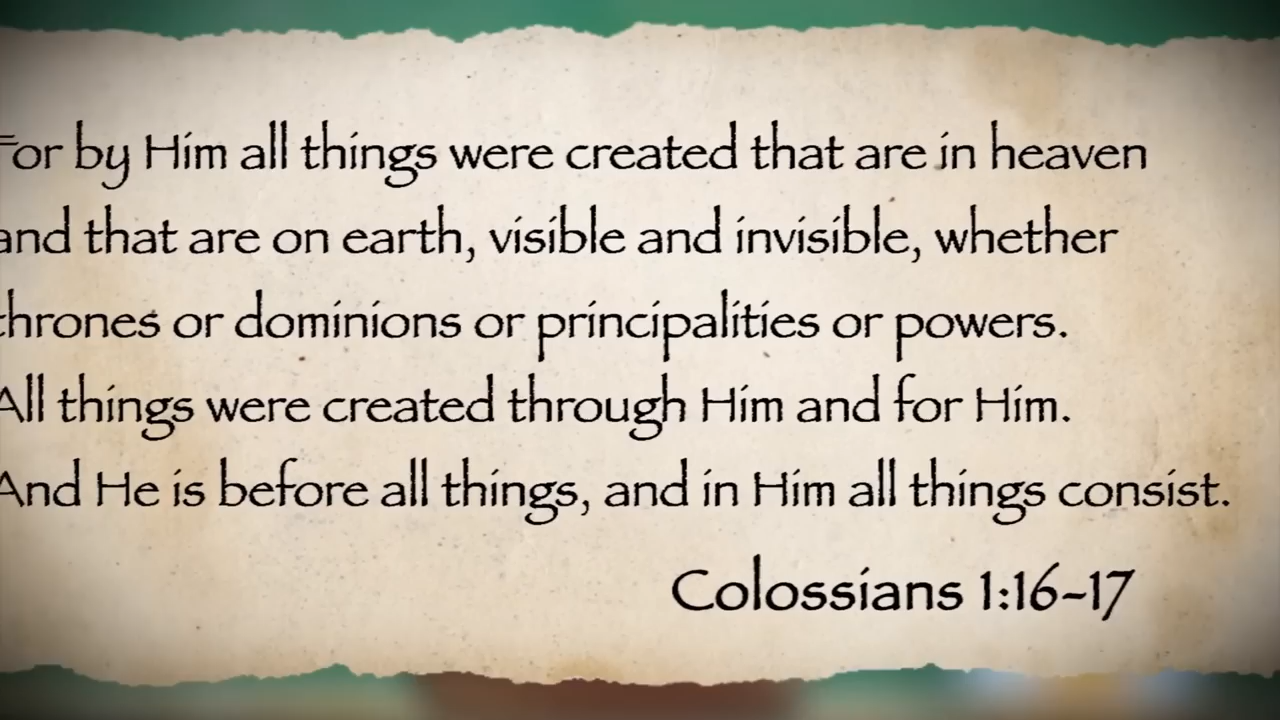 For by Him all things were created that are in heaven
and that are on earth, visible and invisible, whether
thrones or dominions or principalities or powers.
All things were created through Him and for Him.
And He is before all things, and in Him all things consist.
Colossians 1:16-17